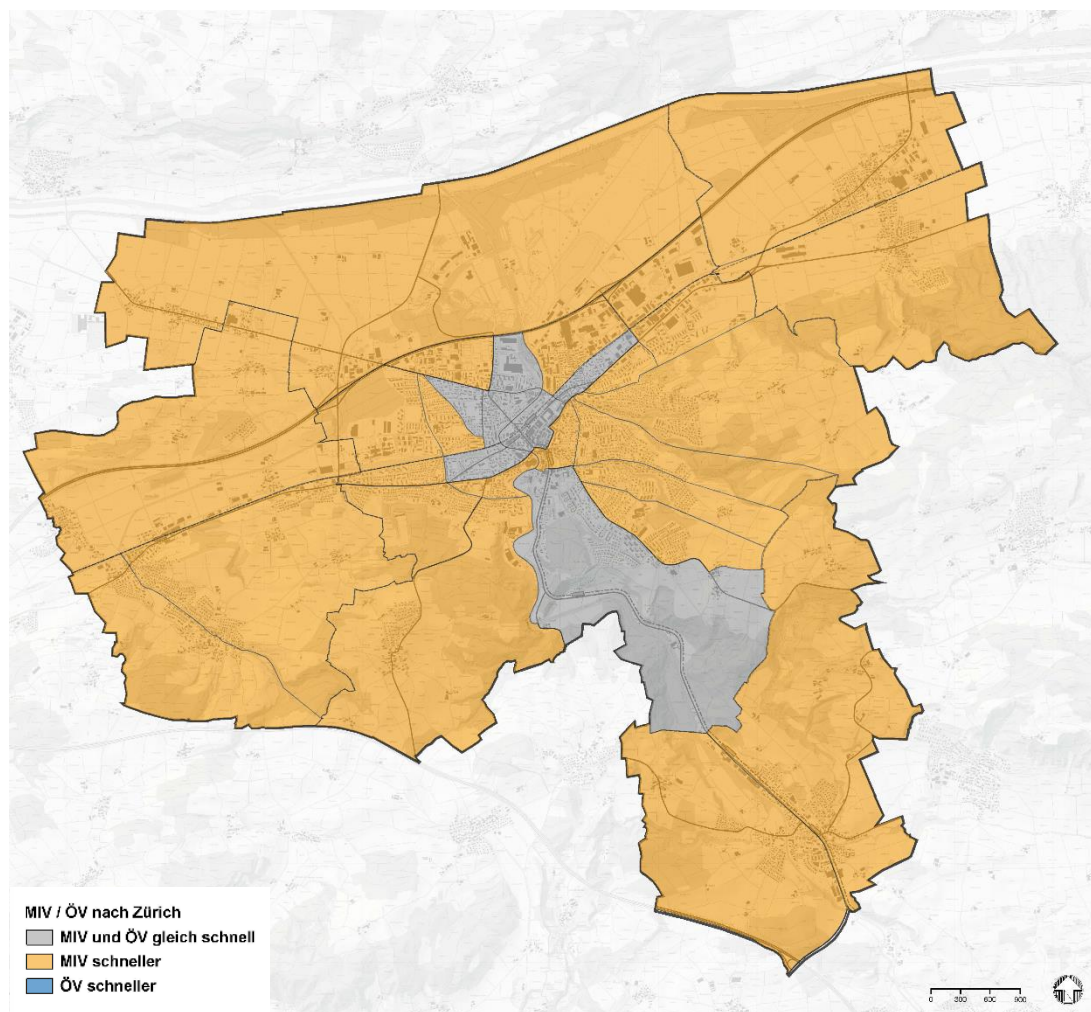 MIV / ÖV nach Zürich
MIV und ÖV gleich schnell
MIV schneller
ÖV schneller
0 300 600 900